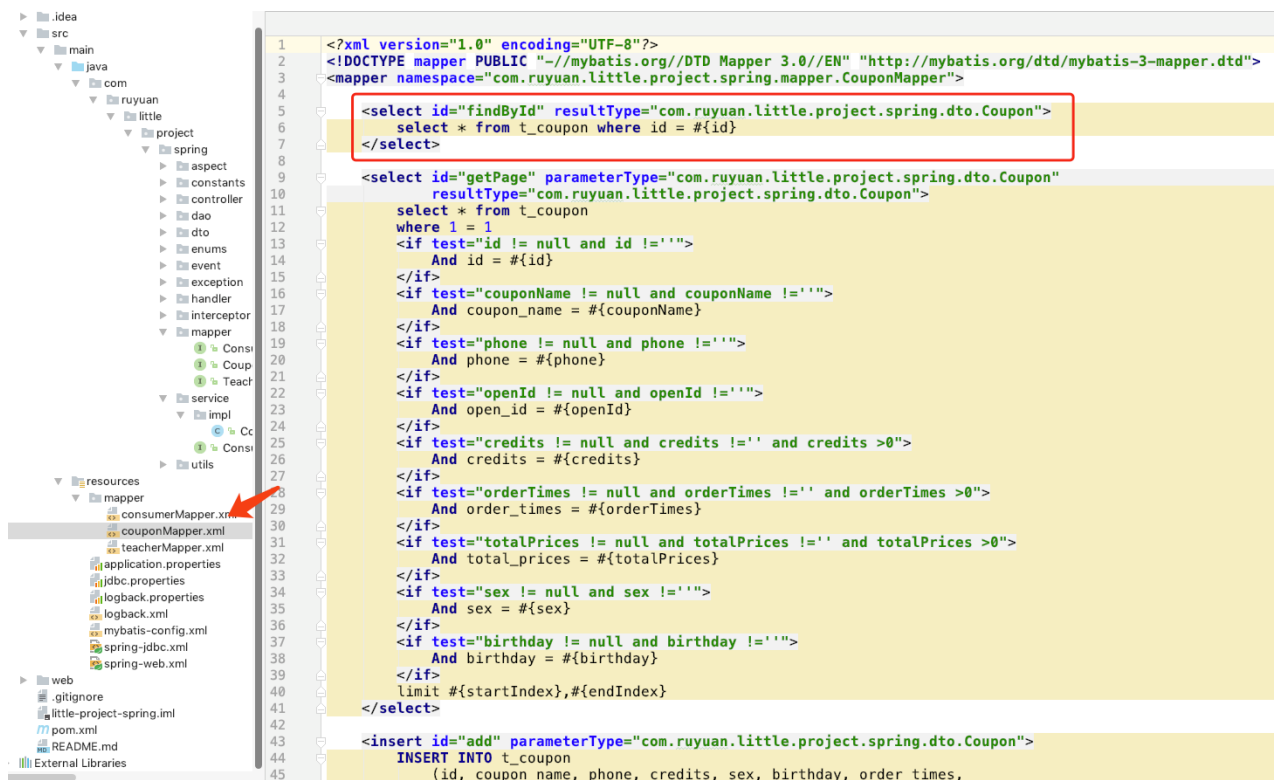 .idea
src
main
java
com
ruyuan
little
project
spring
aspect
constants
controller
dao
dto
enums
event
exception
handler
interceptor
mapper
I Consu
I Coup
I Teach
service
impl
C Co
I Consu
utils
resources
mapper
consumerMapper.xml
couponMapper.xml
teacherMapper.xml
application.properties
jdbc.properties
logback.properties
logback.xml
mybatis-config.xml
spring-jdbc.xml
spring-web.xml
web
.gitignore
little-project-spring.iml
pom.xml
README.md
External Libraries
1 <?xml version="1.0" encoding="UTF-8"?>
2 <!DOCTYPE mapper PUBLIC "-//mybatis.org//DTD Mapper 3.0//EN" "http://mybatis.org/dtd/mybatis-3-mapper.dtd">
3 <mapper namespace="com.ruyuan.little.project.spring.mapper.CouponMapper">
4
5 <select id="findById" resultType="com.ruyuan.little.project.spring.dto.Coupon">
6 select * from t_coupon where id = #{id}
7 </select>
8
9 <select id="getPage" parameterType="com.ruyuan.little.project.spring.dto.Coupon"
10 resultType="com.ruyuan.little.project.spring.dto.Coupon">
11 select * from t_coupon
12 where 1 = 1
13 <if test="id != null and id !=''">
14 And id = #{id}
15 </if>
16 <if test="couponName != null and couponName !=''">
17 And coupon_name = #{couponName}
18 </if>
19 <if test="phone != null and phone !=''">
20 And phone = #{phone}
21 </if>
22 <if test="openId != null and openId !=''">
23 And open_id = #{openId}
24 </if>
25 <if test="credits != null and credits !='' and credits >0">
26 And credits = #{credits}
27 </if>
28 <if test="orderTimes != null and orderTimes !='' and orderTimes >0">
29 And order_times = #{orderTimes}
30 </if>
31 <if test="totalPrices != null and totalPrices !='' and totalPrices >0">
32 And total_prices = #{totalPrices}
33 </if>
34 <if test="sex != null and sex !=''">
35 And sex = #{sex}
36 </if>
37 <if test="birthday != null and birthday !=''">
38 And birthday = #{birthday}
39 </if>
40 limit #{startIndex},#{endIndex}
41 </select>
42
43 <insert id="add" parameterType="com.ruyuan.little.project.spring.dto.Coupon">
44 INSERT INTO t_coupon
45 (id, coupon_name, phone, credits, sex, birthday, order_times,